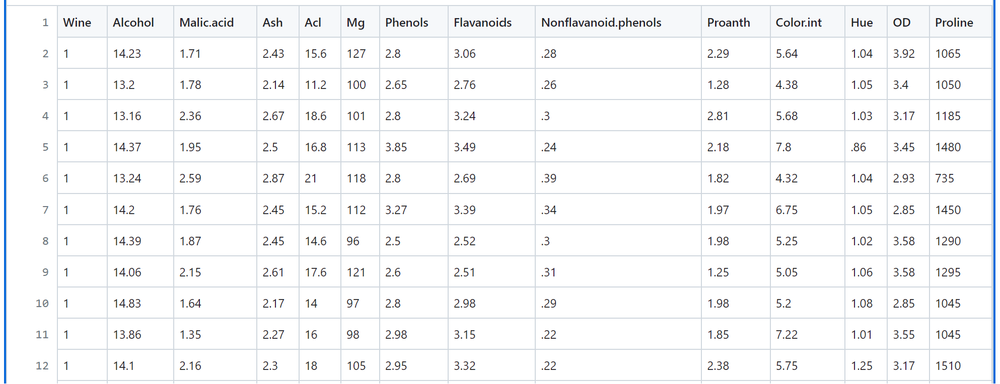 1 Wine Alcohol Malic.acid Ash Acl Mg Phenols Flavanoids Nonflavanoid.phenols Proanth Color.int Hue OD Proline
2 1 14.23 1.71 2.43 15.6 127 2.8 3.06 .28 2.29 5.64 1.04 3.92 1065
3 1 13.2 1.78 2.14 11.2 100 2.65 2.76 .26 1.28 4.38 1.05 3.4 1050
4 1 13.16 2.36 2.67 18.6 101 2.8 3.24 .3 2.81 5.68 1.03 3.17 1185
5 1 14.37 1.95 2.5 16.8 113 3.85 3.49 .24 2.18 7.8 .86 3.45 1480
6 1 13.24 2.59 2.87 21 118 2.8 2.69 .39 1.82 4.32 1.04 2.93 735
7 1 14.2 1.76 2.45 15.2 112 3.27 3.39 .34 1.97 6.75 1.05 2.85 1450
8 1 14.39 1.87 2.45 14.6 96 2.5 2.52 .3 1.98 5.25 1.02 3.58 1290
9 1 14.06 2.15 2.61 17.6 121 2.6 2.51 .31 1.25 5.05 1.06 3.58 1295
10 1 14.83 1.64 2.17 14 97 2.8 2.98 .29 1.98 5.2 1.08 2.85 1045
11 1 13.86 1.35 2.27 16 98 2.98 3.15 .22 1.85 7.22 1.01 3.55 1045
12 1 14.1 2.16 2.3 18 105 2.95 3.32 .22 2.38 5.75 1.25 3.17 1510